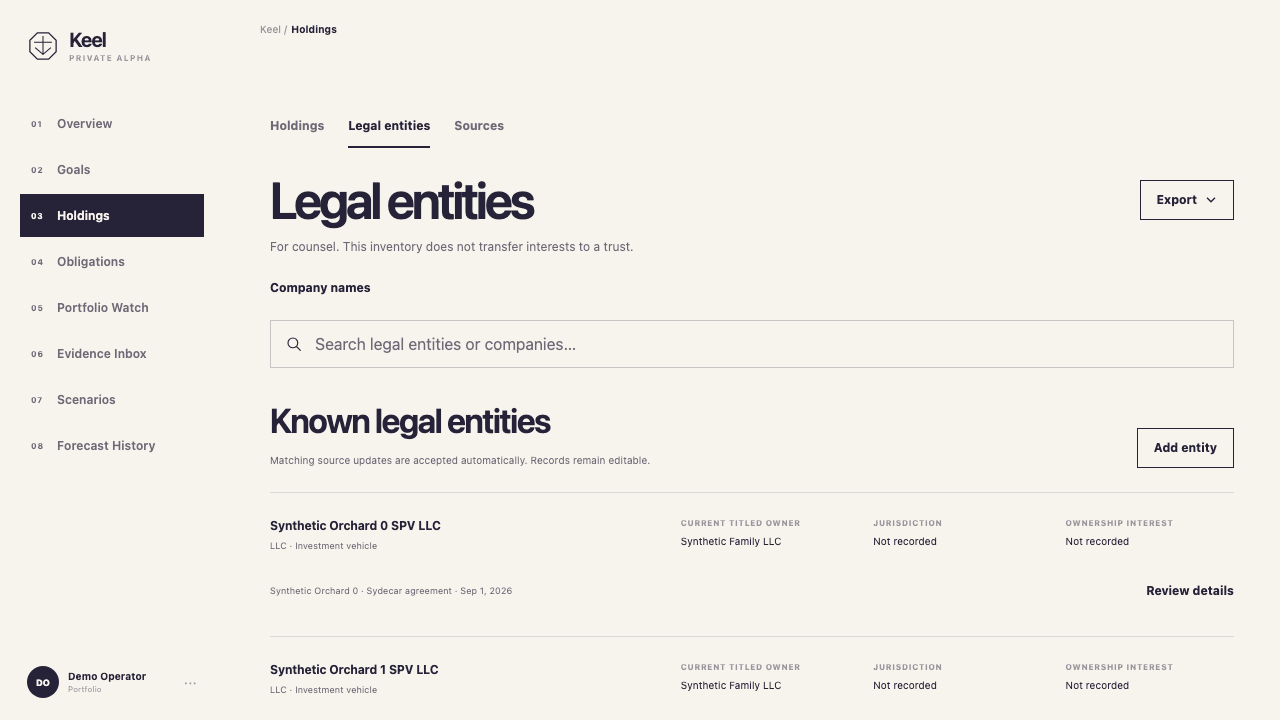 Keel
PRIVATE ALPHA
Keel / Holdings
01 Overview
02 Goals
03 Holdings
04 Obligations
05 Portfolio Watch
06 Evidence Inbox
07 Scenarios
08 Forecast History
DO
Demo Operator
Portfolio
...
Holdings Legal entities Sources
Legal entities
Export
For counsel. This inventory does not transfer interests to a trust.
Company names
Search legal entities or companies...
Known legal entities
Matching source updates are accepted automatically. Records remain editable.
Add entity
Synthetic Orchard 0 SPV LLC
LLC · Investment vehicle
CURRENT TITLED OWNER
Synthetic Family LLC
JURISDICTION
Not recorded
OWNERSHIP INTEREST
Not recorded
Synthetic Orchard 0 · Sydecar agreement · Sep 1, 2026
Review details
Synthetic Orchard 1 SPV LLC
LLC · Investment vehicle
CURRENT TITLED OWNER
Synthetic Family LLC
JURISDICTION
Not recorded
OWNERSHIP INTEREST
Not recorded